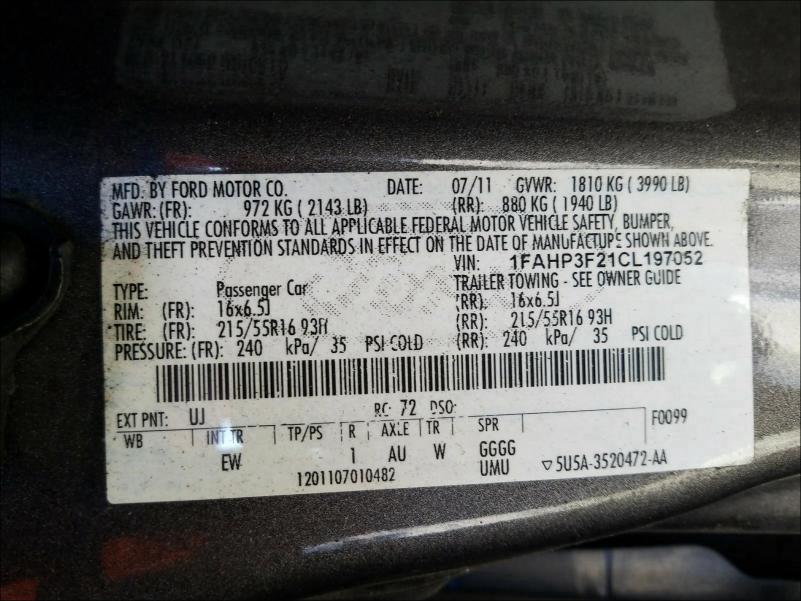 MFD. BY FORD MOTOR CO. DATE: 07/11 GVWR: 1810 KG ( 3990 LB)
GAWR: (FR): 972 KG ( 2143 LB) (RR): 880 KG ( 1940 LB)
THIS VEHICLE CONFORMS TO ALL APPLICABLE FEDERAL MOTOR VEHICLE SAFETY, BUMPER,
AND THEFT PREVENTION STANDARDS IN EFFECT ON THE DATE OF MANUFACTURE SHOWN ABOVE.
VIN: 1FAHP3F21CL197052
TYPE: Passenger Car TRAILER TOWING - SEE OWNER GUIDE
RIM: (FR): 16x6.5J (RR): 16x6.5J
TIRE: (FR): 215/55R16 93H (RR): 215/55R16 93H
PRESSURE: (FR): 240 kPa/ 35 PSI COLD (RR): 240 kPa/ 35 PSI COLD
EXT PNT: UJ RC: 72 DSO: F0099
WB INT TR TP/PS R AXLE TR SPR
EW 1 AU W GGGG
1201107010482 UMU ▽5U5A-3520472-AA